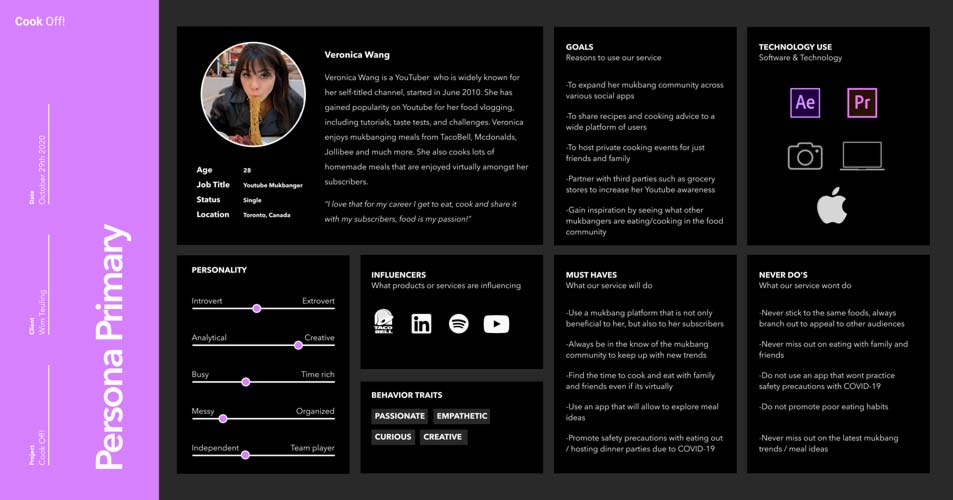 Cook Off!
Date
October 29th 2020
Client
Wim Teuling
Project
Cook Off!
Persona Primary
Veronica Wang
Veronica Wang is a YouTuber who is widely known for
her self-titled channel, started in June 2010. She has
gained popularity on Youtube for her food vlogging,
including tutorials, taste tests, and challenges. Veronica
enjoys mukbanging meals from TacoBell, Mcdonalds,
Jollibee and much more. She also cooks lots of
homemade meals that are enjoyed virtually amongst her
subscribers.
"I love that for my career I get to eat, cook and share it
with my subscribers, food is my passion!"
Age 28
Job Title Youtube Mukbanger
Status Single
Location Toronto, Canada
GOALS
Reasons to use our service
-To expand her mukbang community across
various social apps
-To share recipes and cooking advice to a
wide platform of users
-To host private cooking events for just
friends and family
-Partner with third parties such as grocery
stores to increase her Youtube awareness
-Gain inspiration by seeing what other
mukbangers are eating/cooking in the food
community
TECHNOLOGY USE
Software & Technology
Ae Pr
PERSONALITY
Introvert Extrovert
Analytical Creative
Busy Time rich
Messy Organized
Independent Team player
INFLUENCERS
What products or services are influencing
TACO
BELL
in
BEHAVIOR TRAITS
PASSIONATE EMPATHETIC
CURIOUS CREATIVE
MUST HAVES
What our service will do
-Use a mukbang platform that is not only
beneficial to her, but also to her subscribers
-Always be in the know of the mukbang
community to keep up with new trends
-Find the time to cook and eat with family
and friends even if its virtually
-Use an app that will allow to explore meal
ideas
-Promote safety precautions with eating out
/ hosting dinner parties due to COVID-19
NEVER DO'S
What our service wont do
-Never stick to the same foods, always
branch out to appeal to other audiences
-Never miss out on eating with family and
friends
-Do not use an app that wont practice
safety precautions with COVID-19
-Do not promote poor eating habits
-Never miss out on the latest mukbang
trends / meal ideas